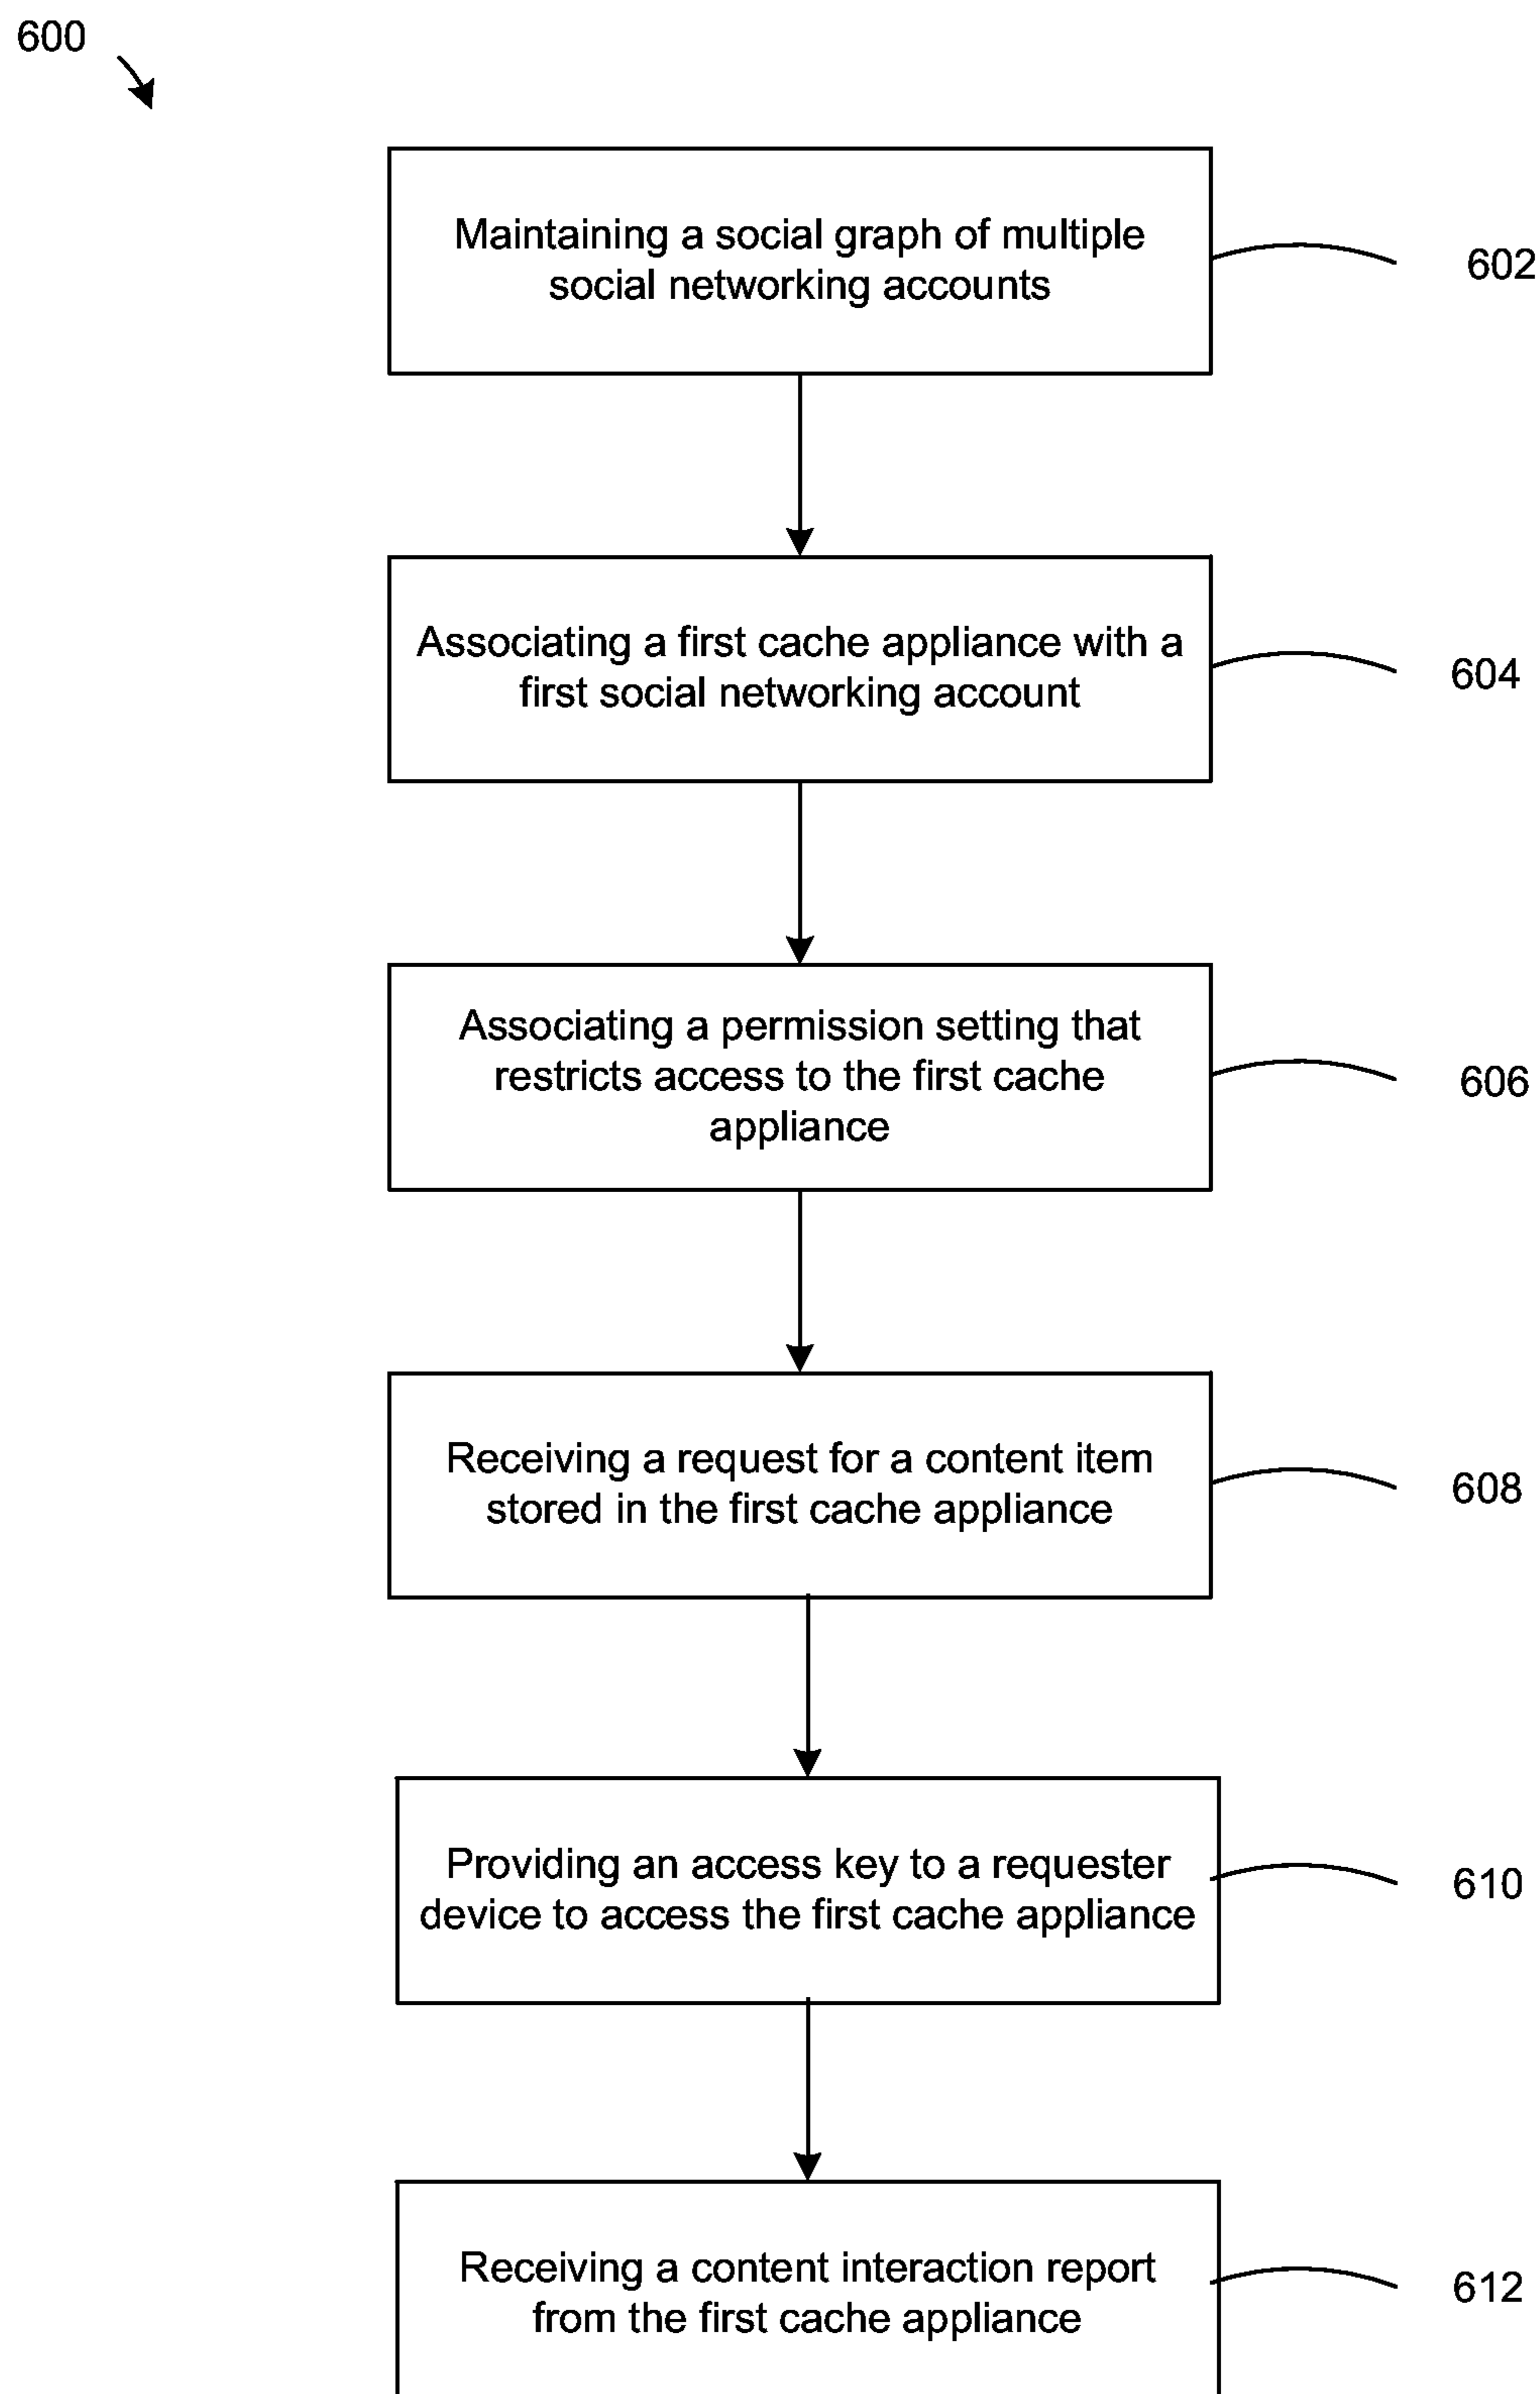 600
Maintaining a social graph of multiple
social networking accounts
602
Associating a first cache appliance with a
first social networking account
604
Associating a permission setting that
restricts access to the first cache
appliance
606
Receiving a request for a content item
stored in the first cache appliance
608
Providing an access key to a requester
device to access the first cache appliance
610
Receiving a content interaction report
from the first cache appliance
612